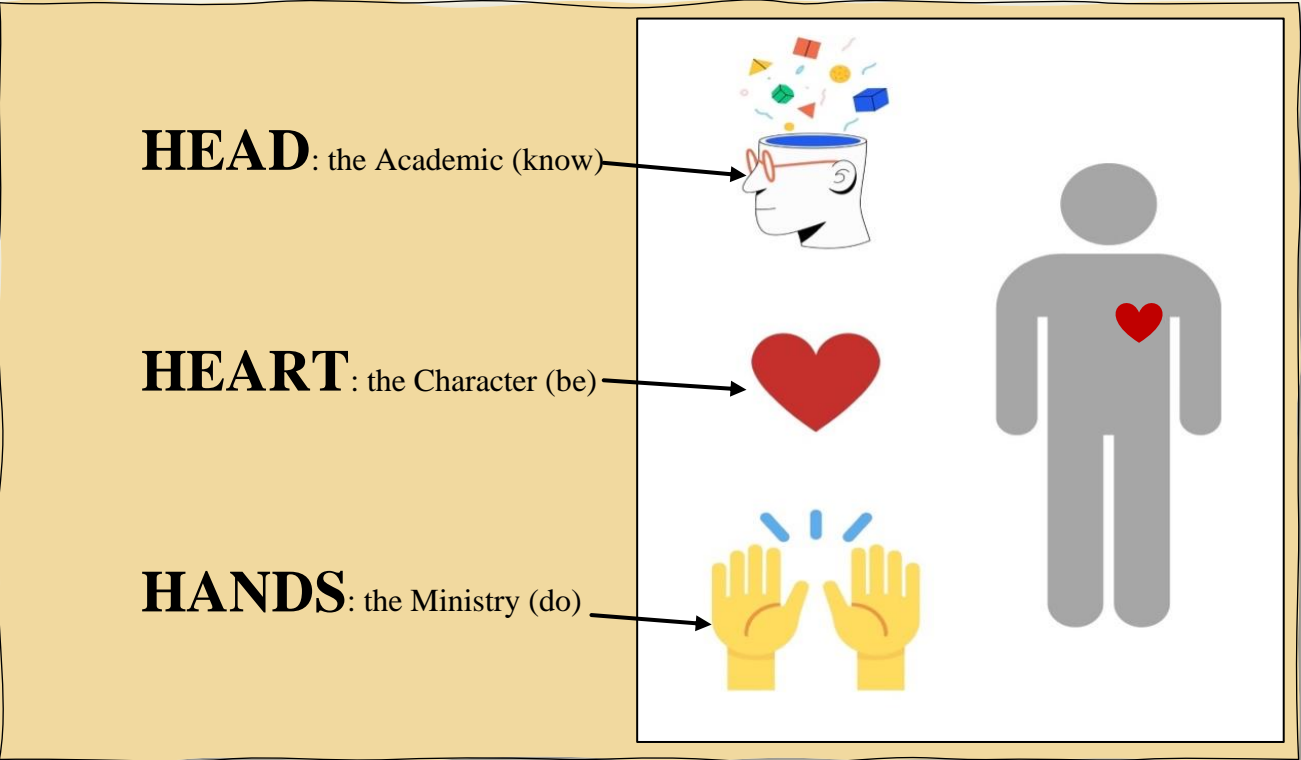 HEAD: the Academic (know)
HEART: the Character (be)
HANDS: the Ministry (do)